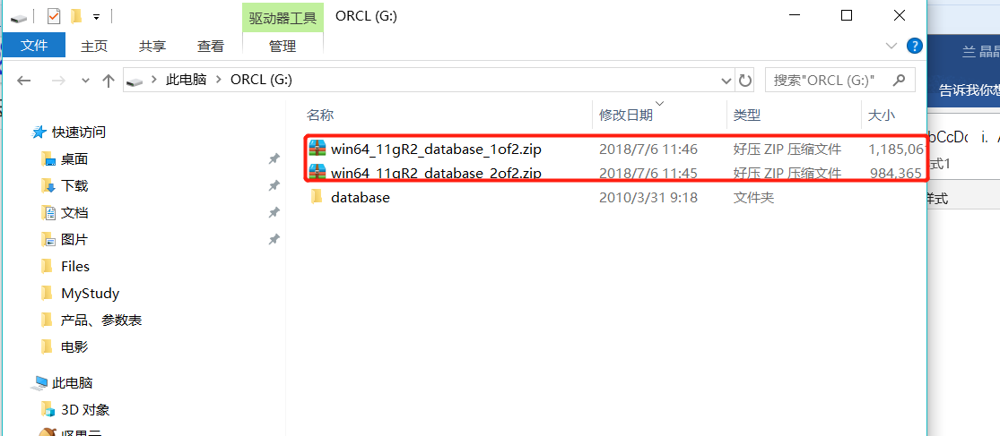 驱动器工具 ORCL (G:)
文件 主页 共享 查看 管理
兰 晶晶
此电脑 ORCL (G:) 搜索"ORCL (G:)"
告诉我你想
名称 修改日期 类型 大小
快速访问
桌面
下载
文档
图片
Files
MyStudy
产品、参数表
电影
此电脑
3D 对象
坚果云
win64_11gR2_database_1of2.zip 2018/7/6 11:46 好压 ZIP 压缩文件 1,185,06
win64_11gR2_database_2of2.zip 2018/7/6 11:45 好压 ZIP 压缩文件 984,365
database 2010/3/31 9:18 文件夹
bCcDc i. A
式1
样式